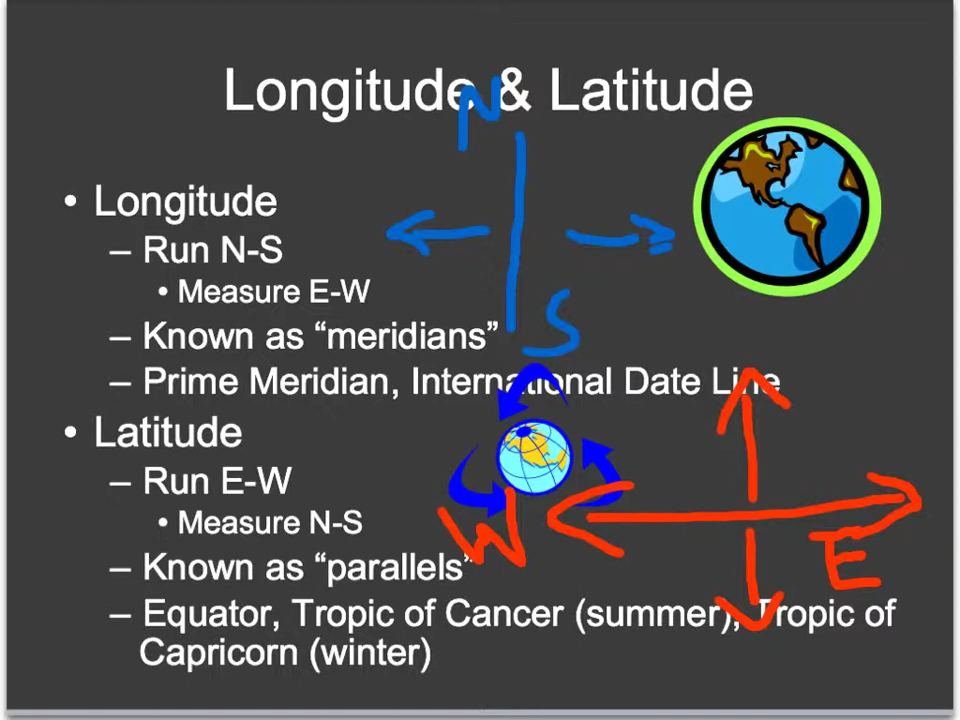 Longitude & Latitude
N
• Longitude
– Run N-S
• Measure E-W
– Known as “meridians”
S
– Prime Meridian, International Date Line
• Latitude
– Run E-W
• Measure N-S
W
E
– Known as “parallels”
– Equator, Tropic of Cancer (summer), Tropic of
Capricorn (winter)